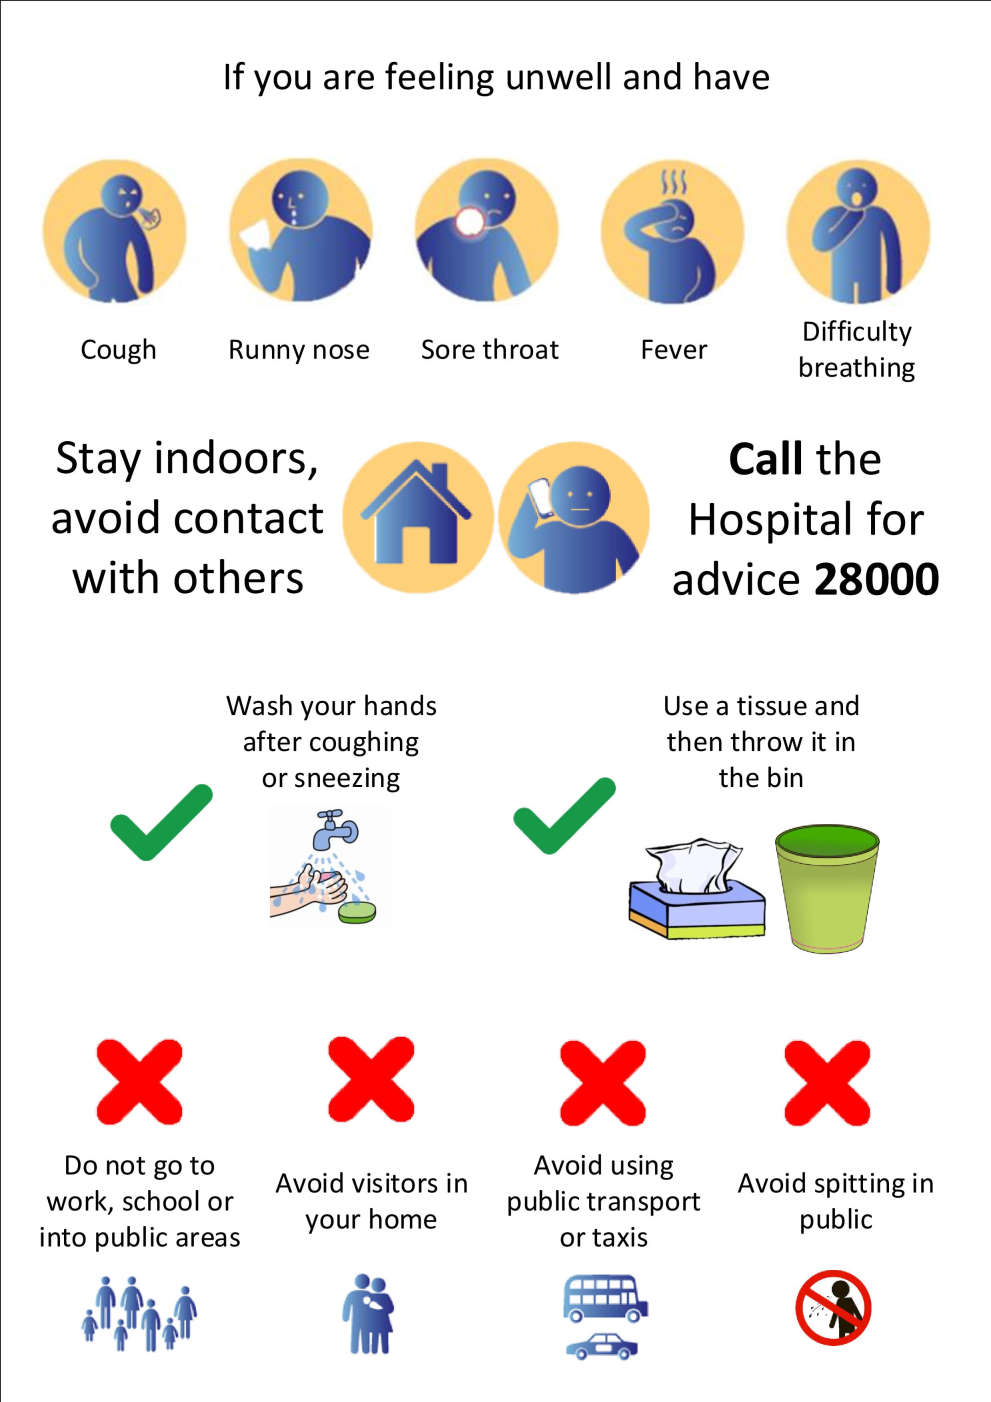 If you are feeling unwell and have
Cough
Runny nose
Sore throat
Fever
Difficulty
breathing
Stay indoors,
avoid contact
with others
Call the
Hospital for
advice 28000
Wash your hands
after coughing
or sneezing
Use a tissue and
then throw it in
the bin
Do not go to
work, school or
into public areas
Avoid visitors in
your home
Avoid using
public transport
or taxis
Avoid spitting in
public